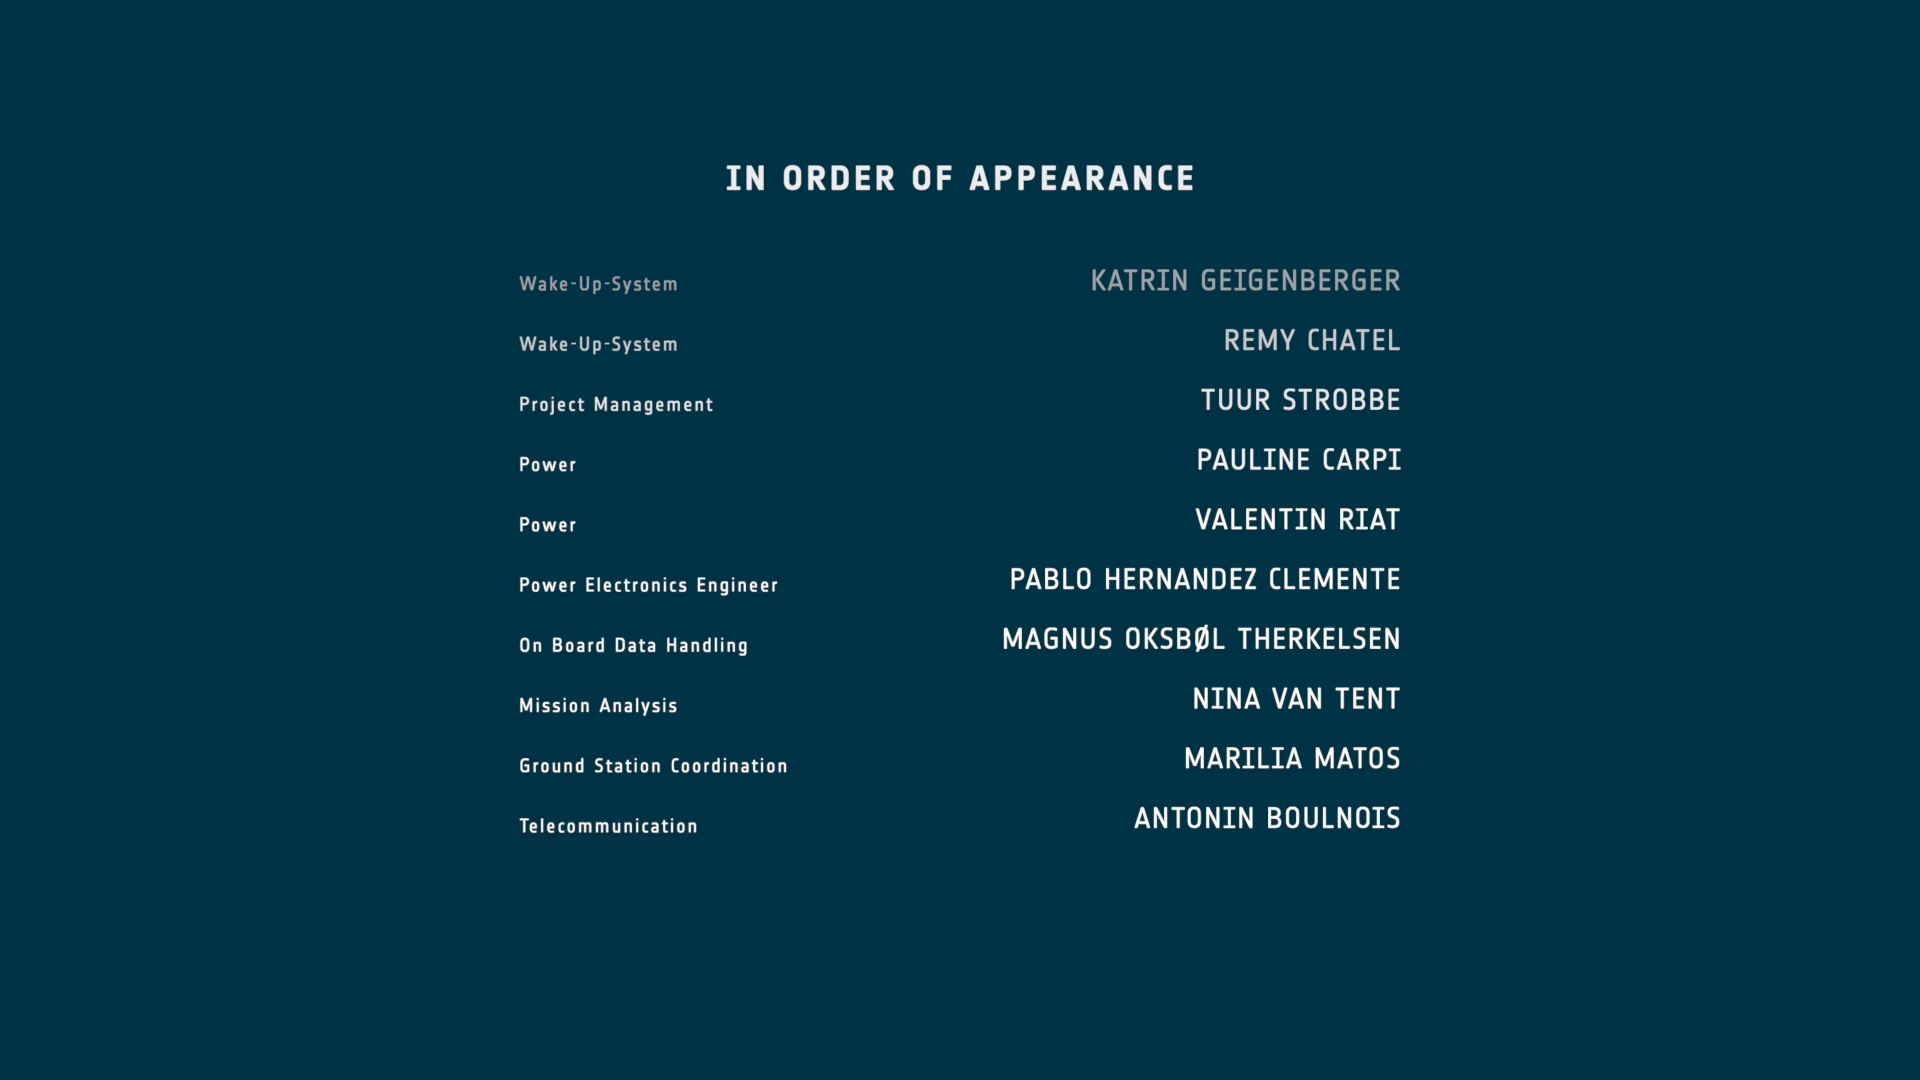 IN ORDER OF APPEARANCE
Wake-Up-System KATRIN GEIGENBERGER
Wake-Up-System REMY CHATEL
Project Management TUUR STROBBE
Power PAULINE CARPI
Power VALENTIN RIAT
Power Electronics Engineer PABLO HERNANDEZ CLEMENTE
On Board Data Handling MAGNUS OKSBØL THERKELSEN
Mission Analysis NINA VAN TENT
Ground Station Coordination MARILIA MATOS
Telecommunication ANTONIN BOULNOIS